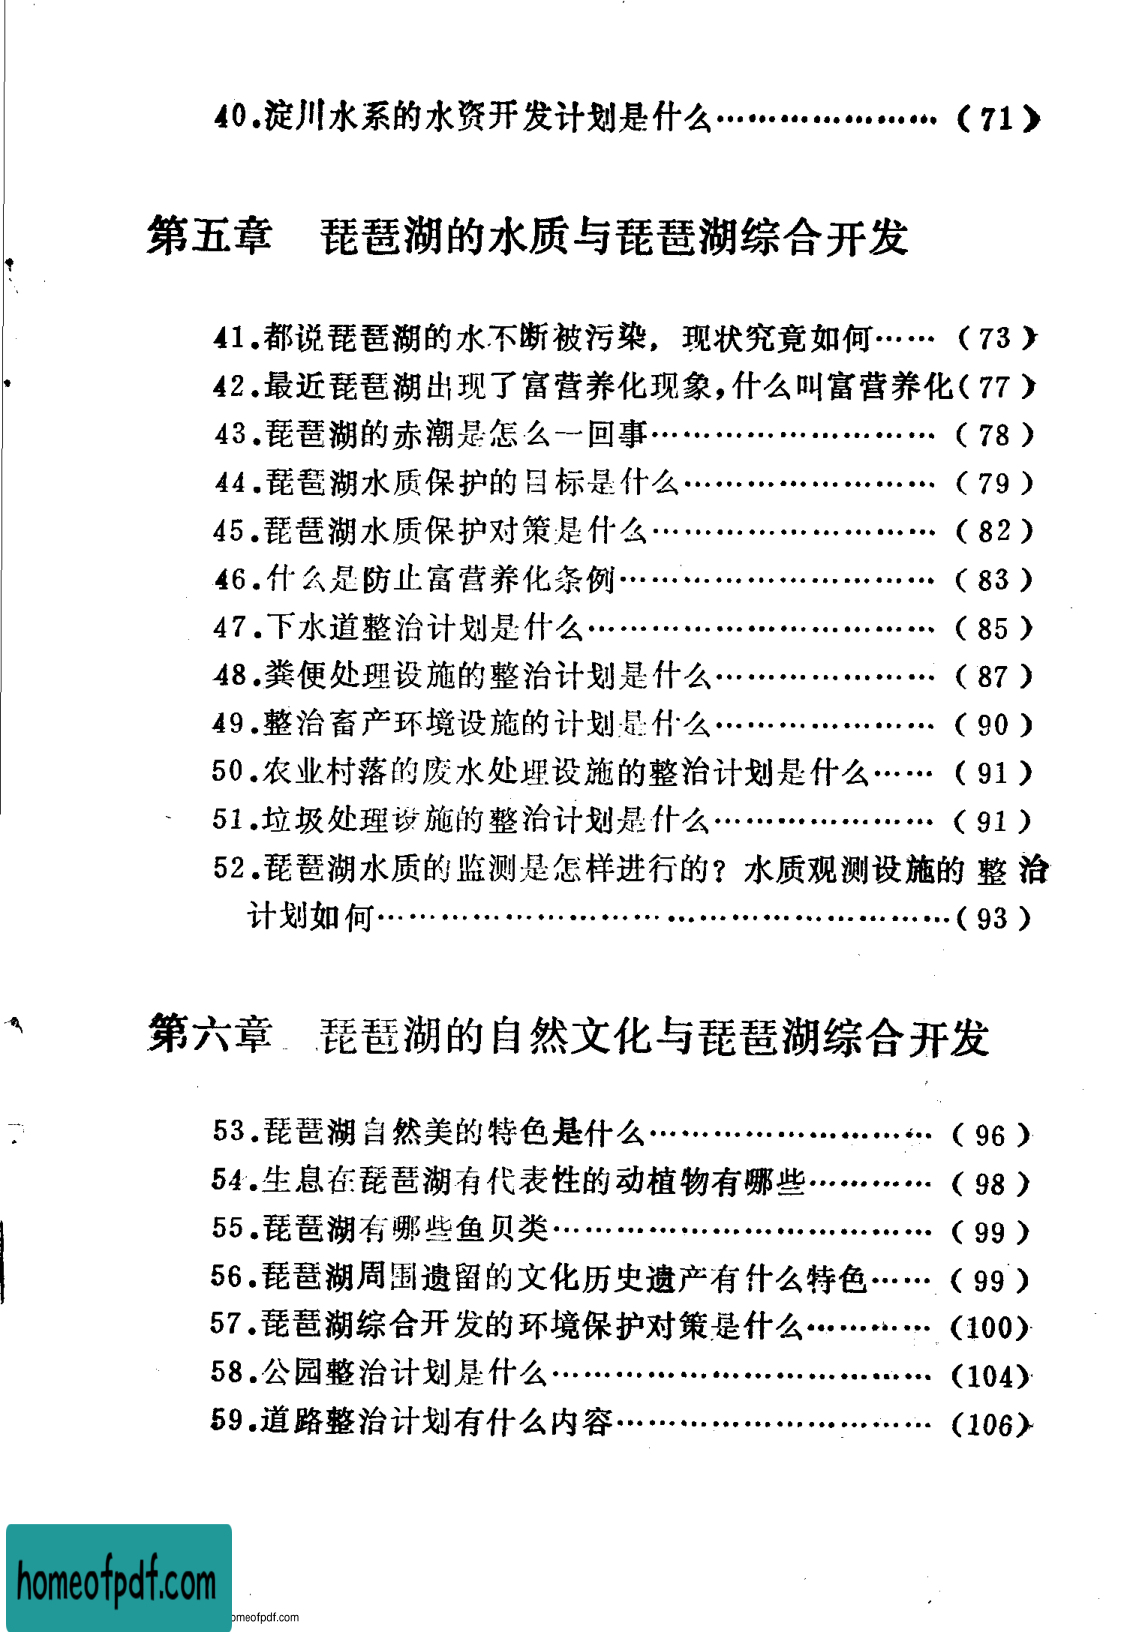 40.淀川水系的水资开发计划是什么…………………（71）
第五章　琵琶湖的水质与琵琶湖综合开发
41.都说琵琶湖的水不断被污染，现状究竟如何……（73）
42.最近琵琶湖出现了富营养化现象，什么叫富营养化（77）
43.琵琶湖的赤潮是怎么一回事………………………（78）
44.琵琶湖水质保护的目标是什么……………………（79）
45.琵琶湖水质保护对策是什么………………………（82）
46.什么是防止富营养化条例…………………………（83）
47.下水道整治计划是什么……………………………（85）
48.粪便处理设施的整治计划是什么…………………（87）
49.整治畜产环境设施的计划是什么…………………（90）
50.农业村落的废水处理设施的整治计划是什么……（91）
51.垃圾处理设施的整治计划是什么…………………（91）
52.琵琶湖水质的监测是怎样进行的？水质观测设施的整治
计划如何………………………………………………（93）
第六章　琵琶湖的自然文化与琵琶湖综合开发
53.琵琶湖自然美的特色是什么………………………（96）
54.生息在琵琶湖有代表性的动植物有哪些…………（98）
55.琵琶湖有哪些鱼贝类………………………………（99）
56.琵琶湖周围遗留的文化历史遗产有什么特色……（99）
57.琵琶湖综合开发的环境保护对策是什么…………（100）
58.公园整治计划是什么………………………………（104）
59.道路整治计划有什么内容…………………………（106）
homeofpdf.com
omeofpdf.com